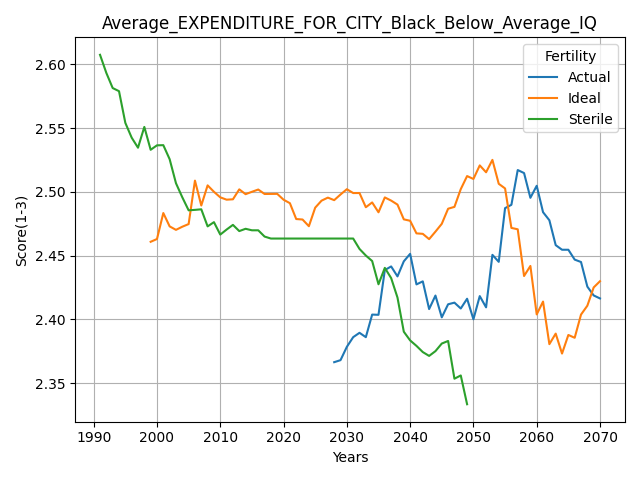 Average_EXPENDITURE_FOR_CITY_Black_Below_Average_IQ
Fertility
Actual
Ideal
Sterile
Score(1-3)
2.60
2.55
2.50
2.45
2.40
2.35
1990 2000 2010 2020 2030 2040 2050 2060 2070
Years